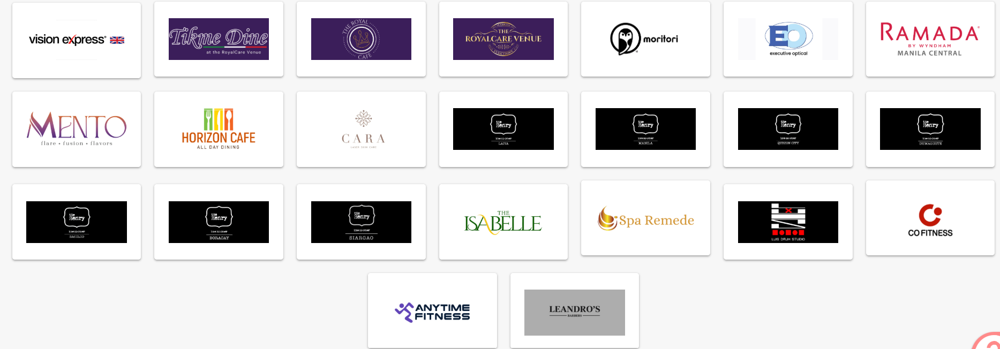 vision express
Tikme Dine
at the RoyalCare Venue
THE ROYAL
CAFE
EVENTS
THE
ROYALCARE VENUE
FUNCTIONS
moritori
EO
executive optical
RAMADA
BY WYNDHAM
MANILA CENTRAL
MENTO
flare • fusion • flavors
HORIZON CAFE
ALL DAY DINING
CARA
LASER SKIN CARE
the
Henry
like no other
LAIYA
the
Henry
like no other
MANILA
the
Henry
like no other
QUEZON CITY
the
Henry
like no other
DUMAGUETE
the
Henry
like no other
BACOLOD
the
Henry
like no other
BORACAY
the
Henry
like no other
SIARGAO
THE
ISABELLE
Spa Remede
LUIS DRUM STUDIO
CO FITNESS
ANYTIME
FITNESS
LEANDRO'S
BARBERS